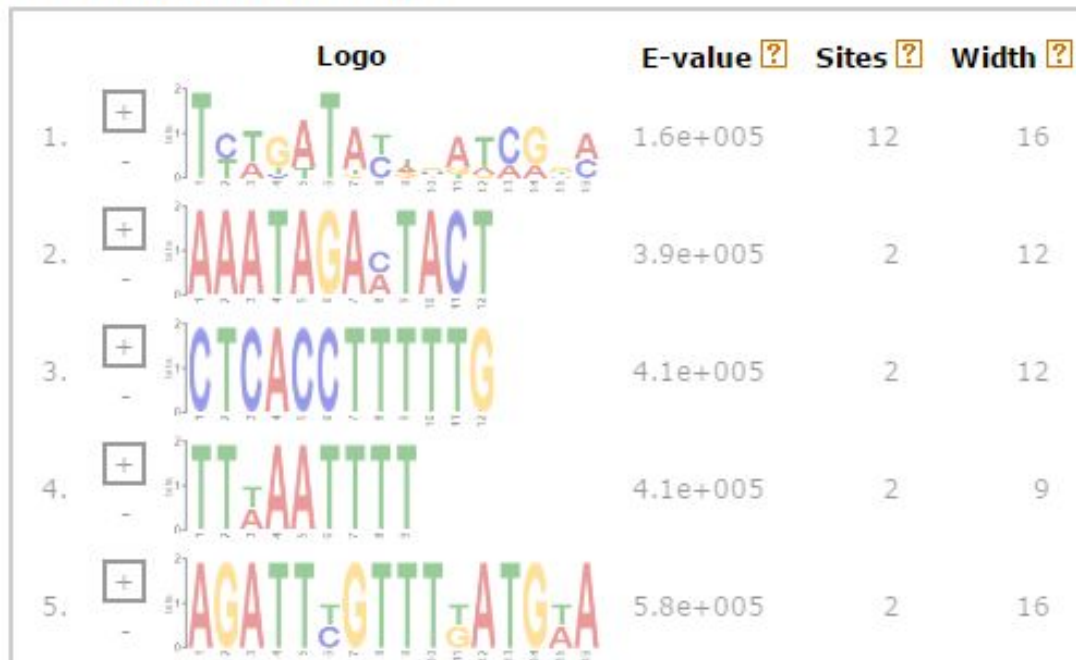 Logo E-value ? Sites ? Width ?
1. + - 1.6e+005 12 16
2. + - AAATAGA TACT 3.9e+005 2 12
3. + - CTCACCTTTTTG 4.1e+005 2 12
4. + - TT AATTTT 4.1e+005 2 9
5. + - AGATT GTTT ATG A 5.8e+005 2 16